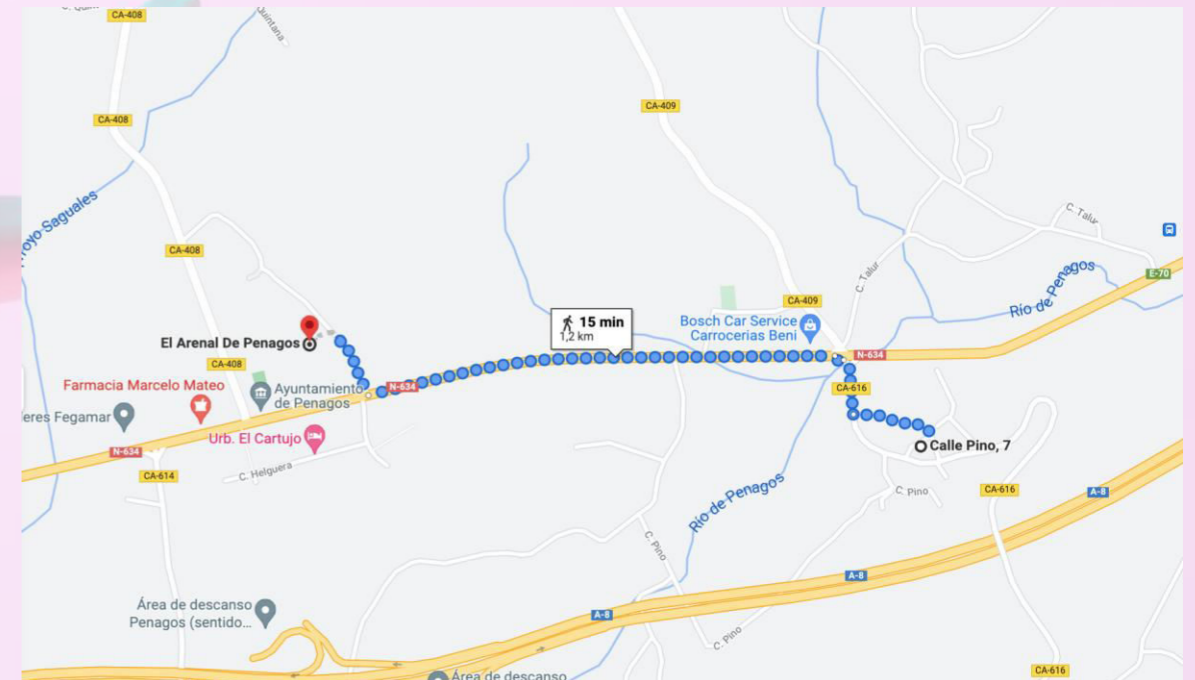 CA-408
Quintana
CA-408
CA-409
Arroyo-Saguales
C. Talur
CA-408
C. Talur
Río de Penagos
E-70
CA-409
15 min
1,2 km
Bosch Car Service
Carrocerias Beni
El Arenal De Penagos
N-634
CA-408
Farmacia Marcelo Mateo
Ayuntamiento
de Penagos
N-634
CA-616
eres Fegamar
Urb. El Cartujo
Calle Pino, 7
N-634
C. Helguera
CA-614
Río de Penagos
C. Pino
CA-616
A-8
C. Pino
A-8
Área de descanso
Penagos (sentido...
A-8
C. Pino
CA-616
Área de descanso